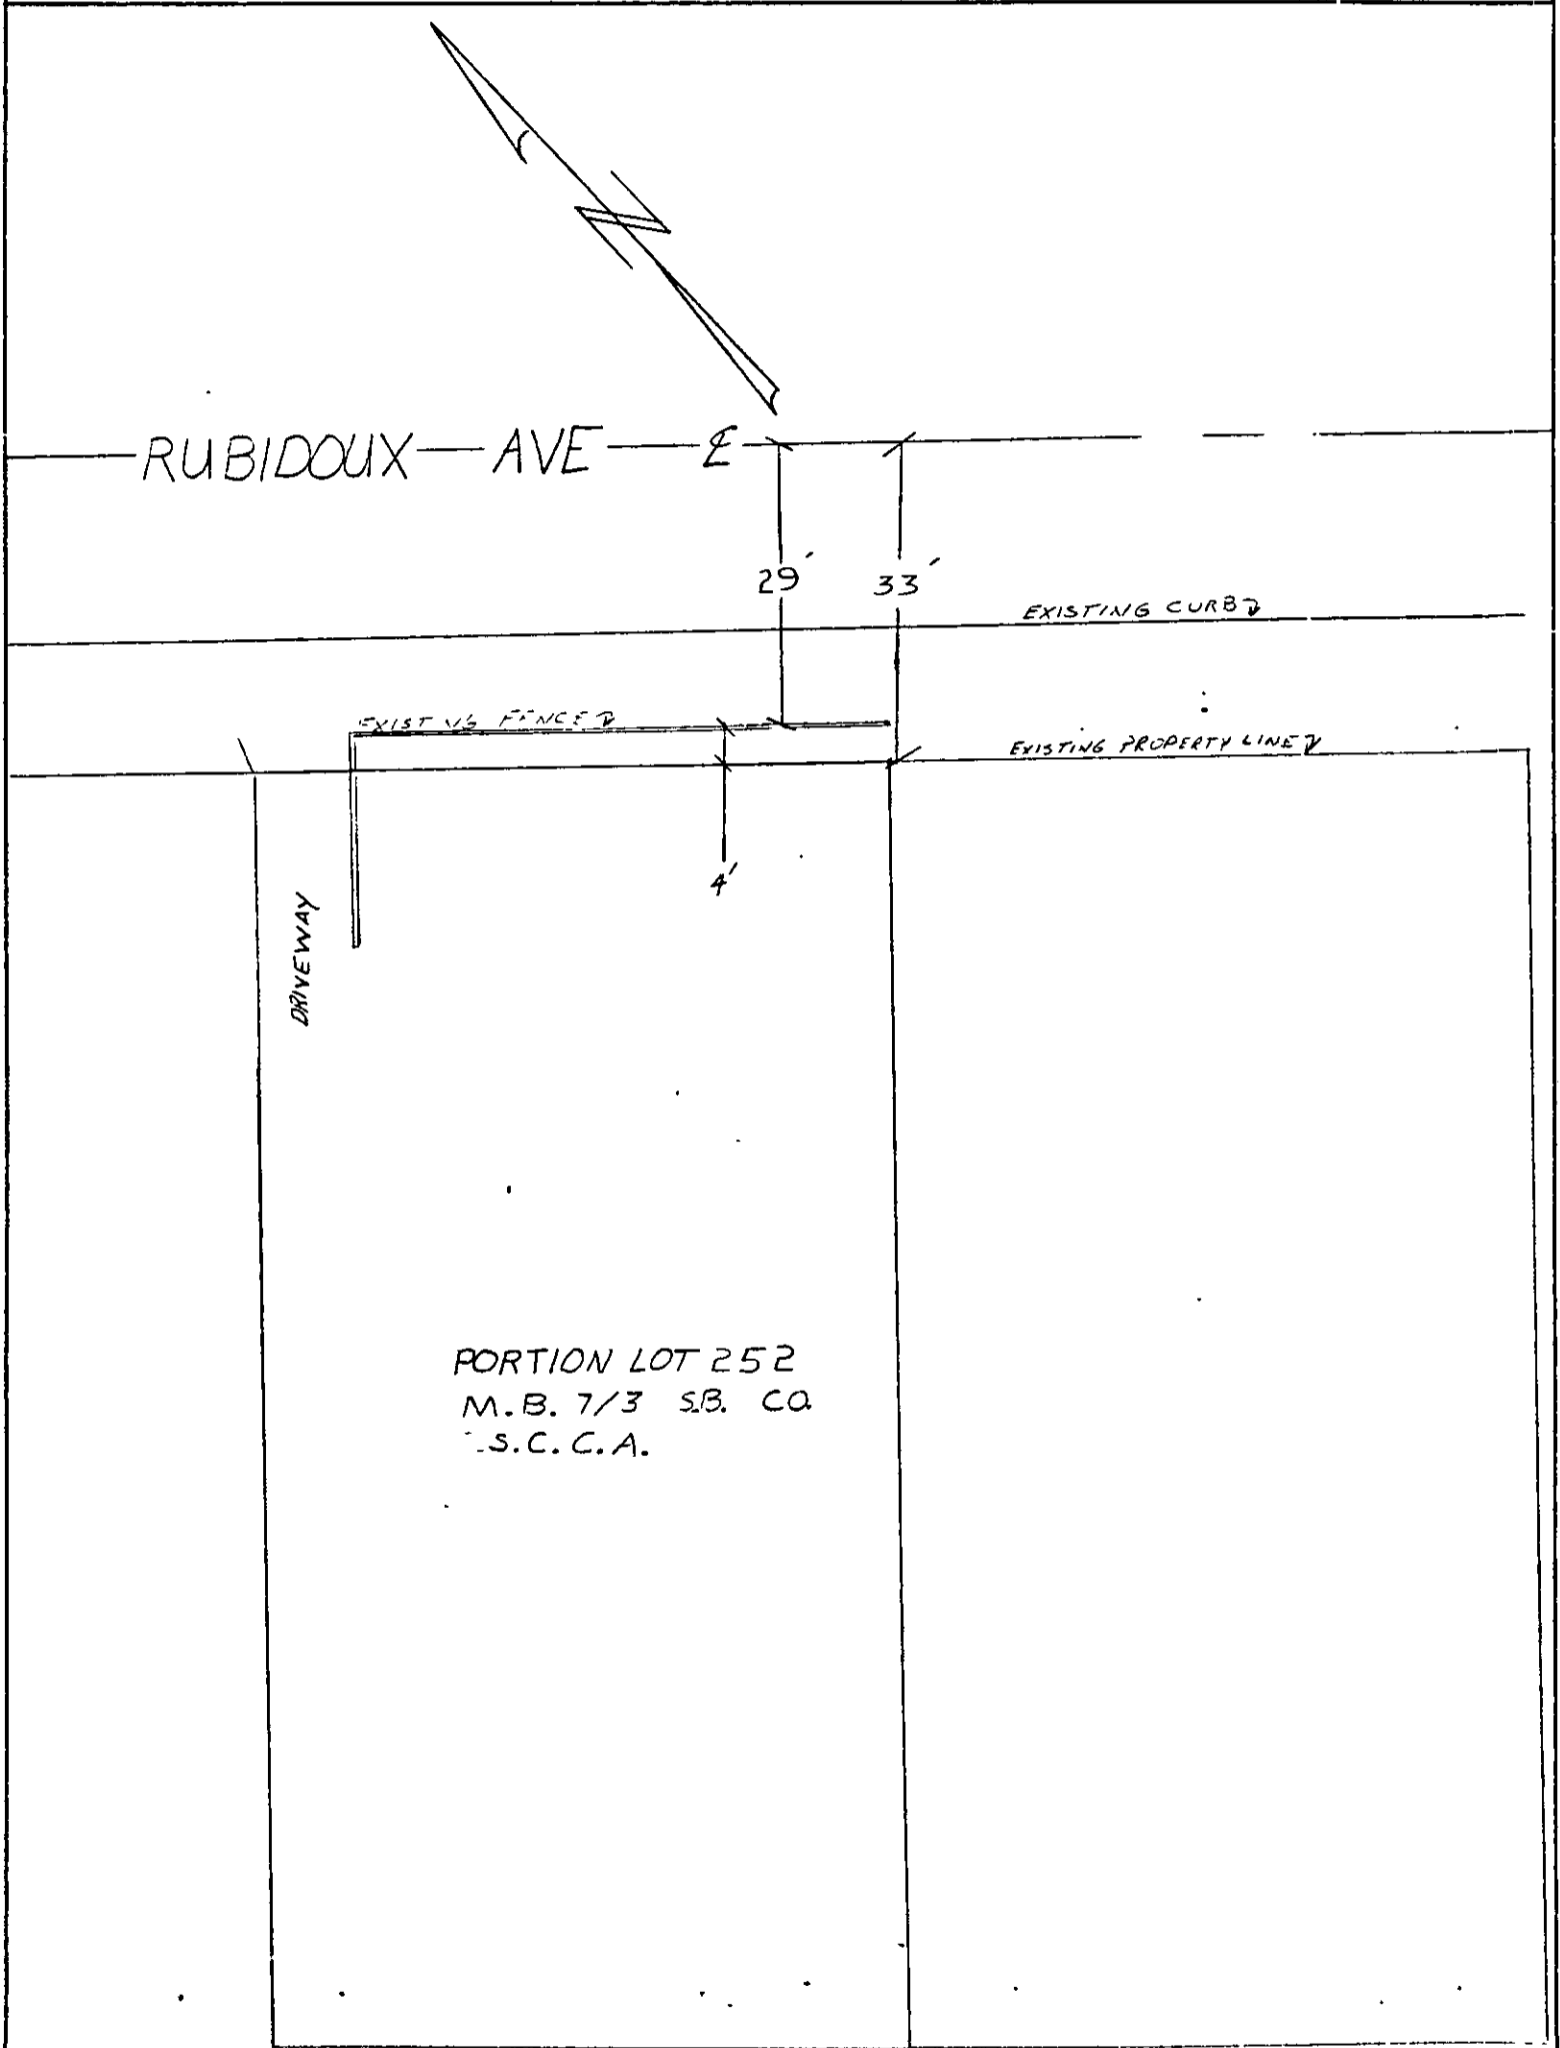 RUBIDOUX AVE ℄
29'
33'
EXISTING CURB
EXISTING FENCE
EXISTING PROPERTY LINE
4'
DRIVEWAY
PORTION LOT 252
M.B. 7/3 S.B. CO.
S.C.C.A.